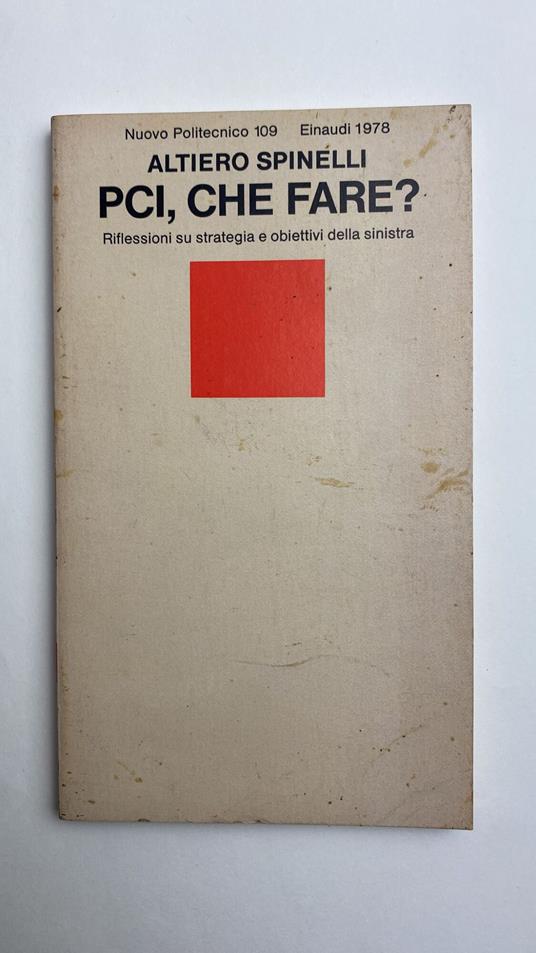 Nuovo Politecnico 109 Einaudi 1978
ALTIERO SPINELLI
PCI, CHE FARE?
Riflessioni su strategia e obiettivi della sinistra